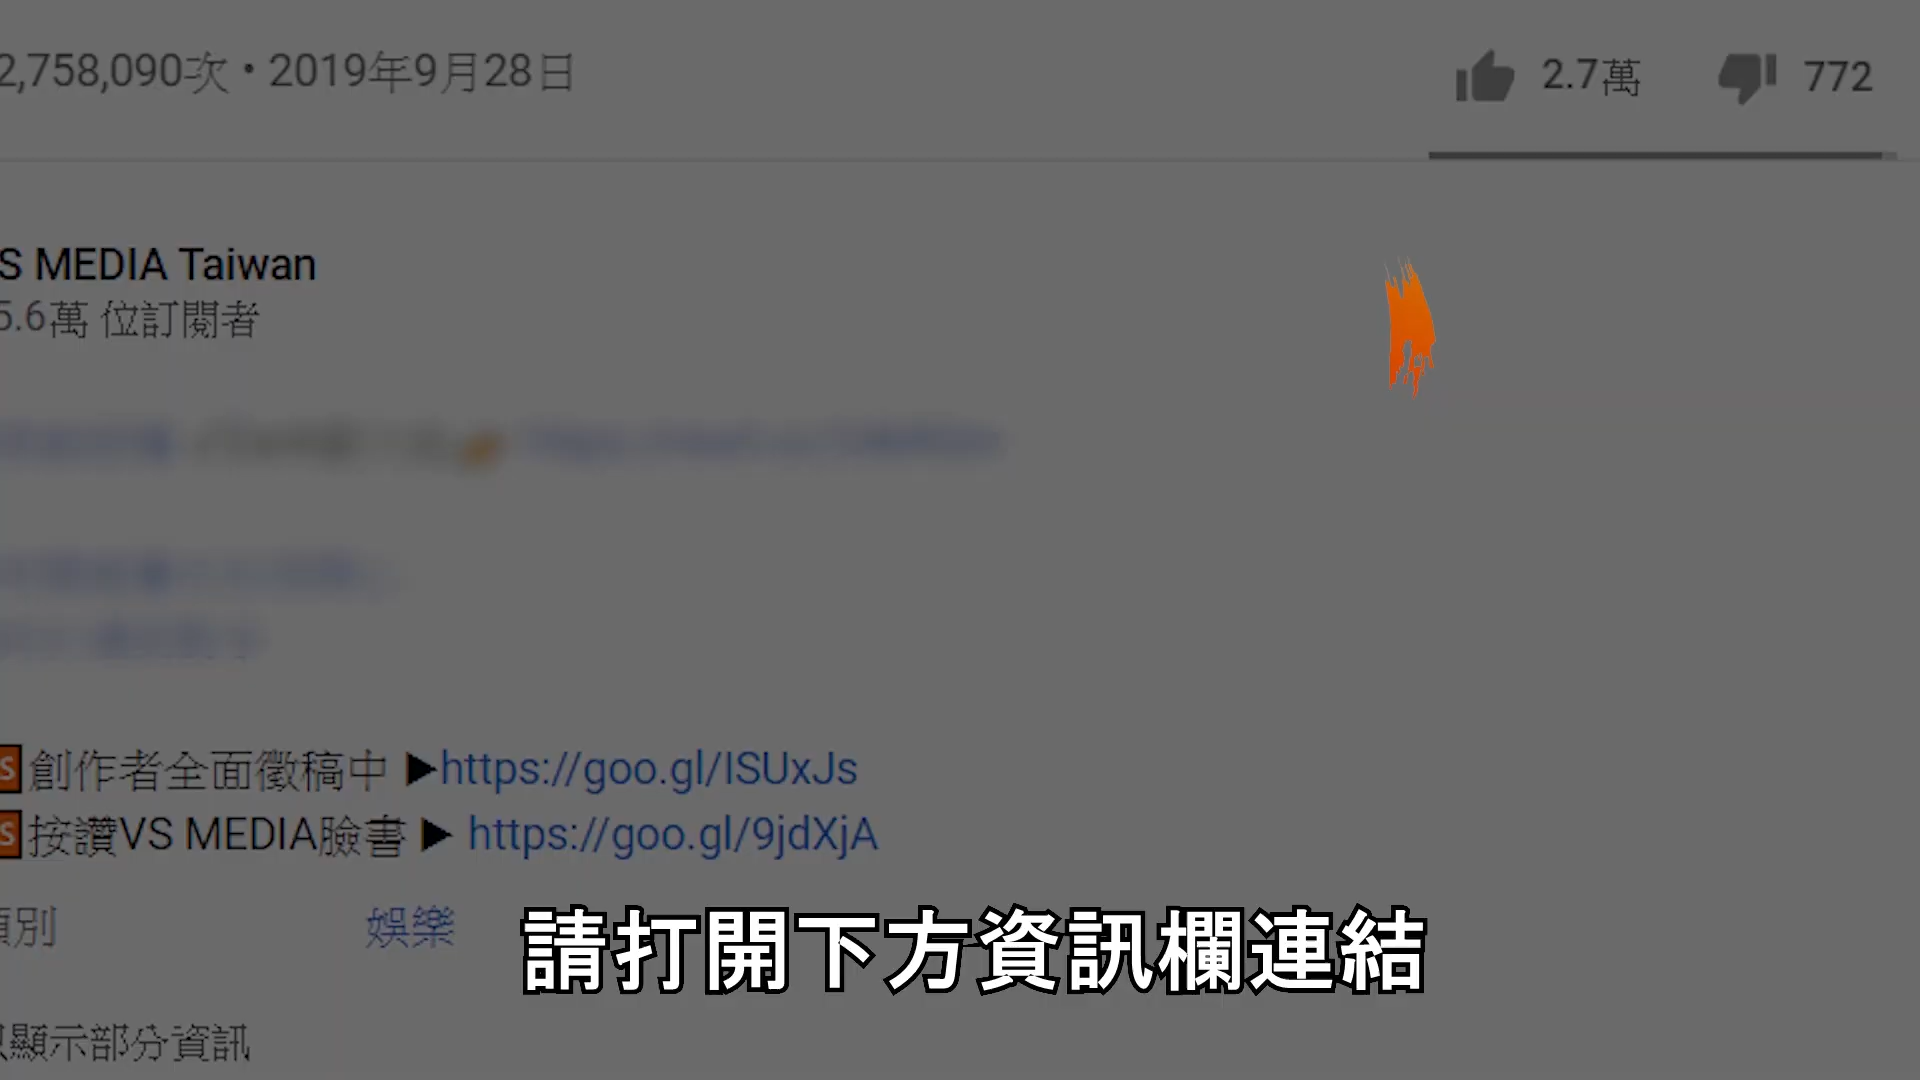 2,758,090次 • 2019年9月28日
2.7萬
772
S MEDIA Taiwan
5.6萬 位訂閱者
S創作者全面徵稿中 ▶https://goo.gl/ISUxJs
S按讚VS MEDIA臉書 ▶ https://goo.gl/9jdXjA
類別 娛樂
請打開下方資訊欄連結
只顯示部分資訊